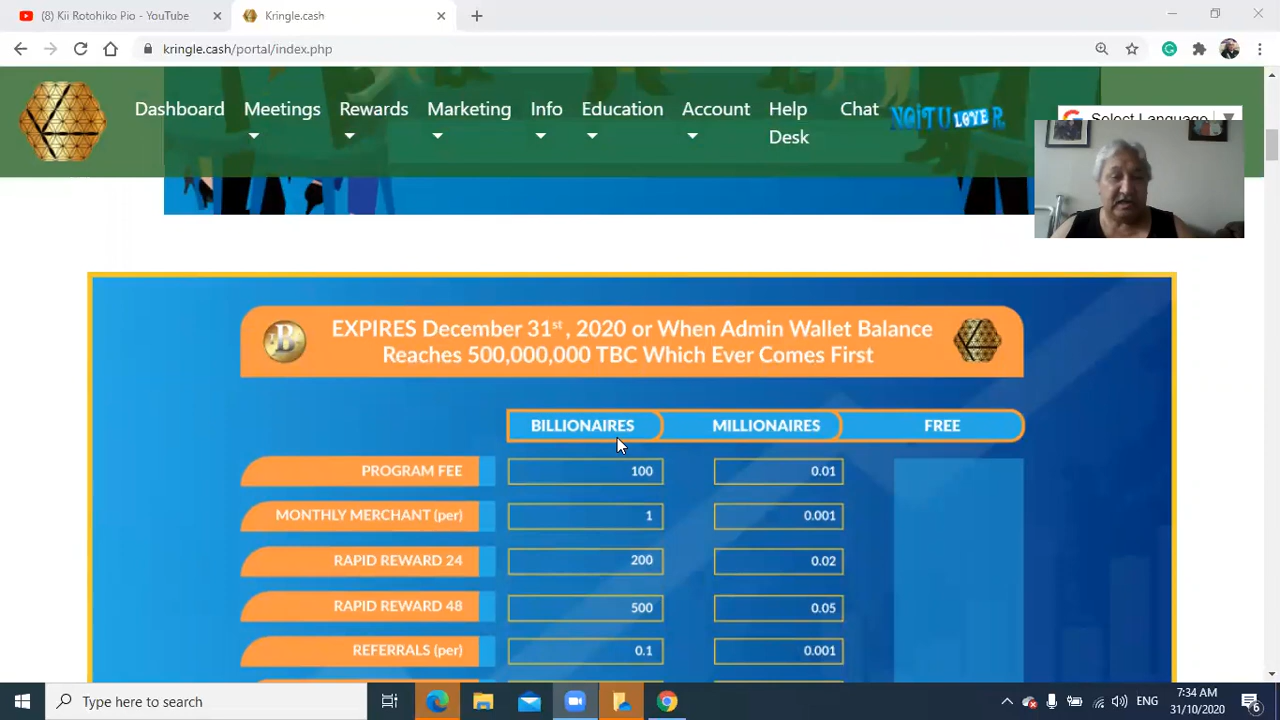 (8) Kii Rotohiko Pio - YouTube
Kringle.cash
kringle.cash/portal/index.php
Dashboard
Meetings
Rewards
Marketing
Info
Education
Account
Help Desk
Chat
NGiTU LOVE R
Select Language
EXPIRES December 31st, 2020 or When Admin Wallet Balance
Reaches 500,000,000 TBC Which Ever Comes First
BILLIONAIRES MILLIONAIRES FREE
PROGRAM FEE 100 0.01
MONTHLY MERCHANT (per) 1 0.001
RAPID REWARD 24 200 0.02
RAPID REWARD 48 500 0.05
REFERRALS (per) 0.1 0.001
Type here to search
ENG
7:34 AM
31/10/2020
6